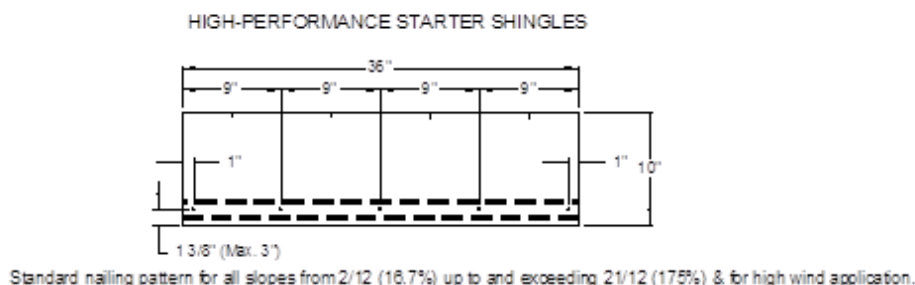 HIGH-PERFORMANCE STARTER SHINGLES
36"
9" 9" 9" 9"
1" 1" 10"
1 3/8" (Max. 3")
Standard nailing pattern for all slopes from 2/12 (16.7%) up to and exceeding 21/12 (175%) & for high wind application.